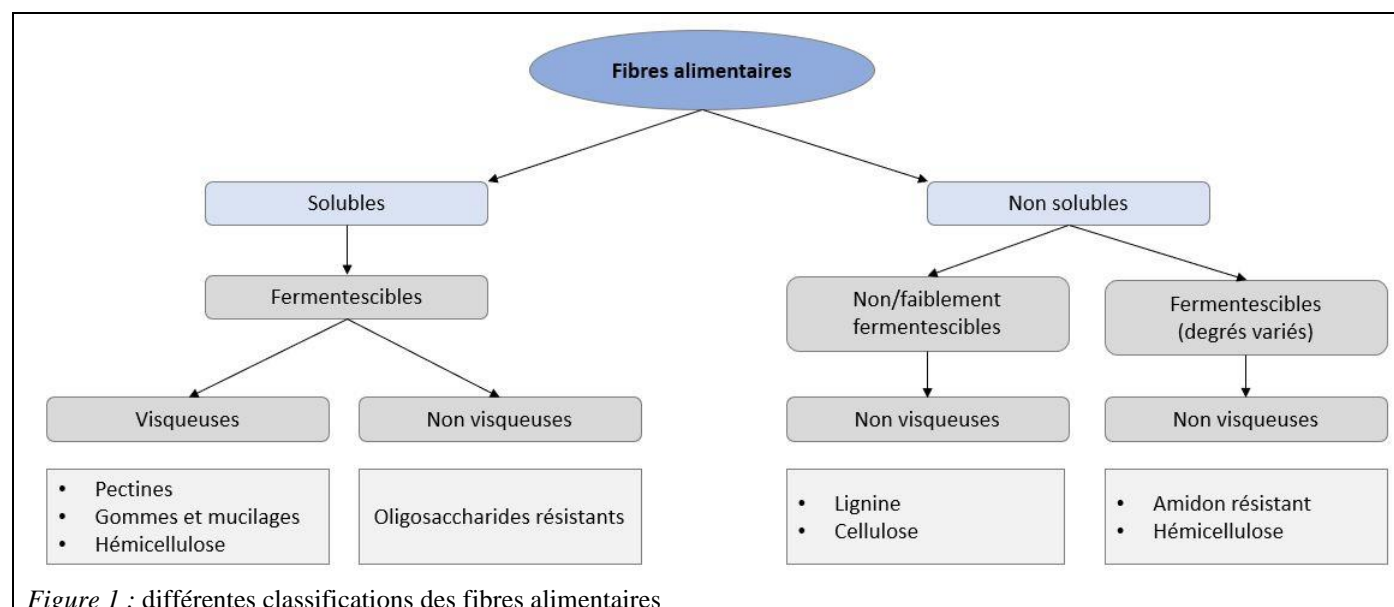 Fibres alimentaires
Solubles
Non solubles
Fermentescibles
Non/faiblement
fermentescibles
Fermentescibles
(degrés variés)
Visqueuses
Non visqueuses
Non visqueuses
Non visqueuses
• Pectines
• Gommes et mucilages
• Hémicellulose
Oligosaccharides résistants
• Lignine
• Cellulose
• Amidon résistant
• Hémicellulose
Figure 1 : différentes classifications des fibres alimentaires